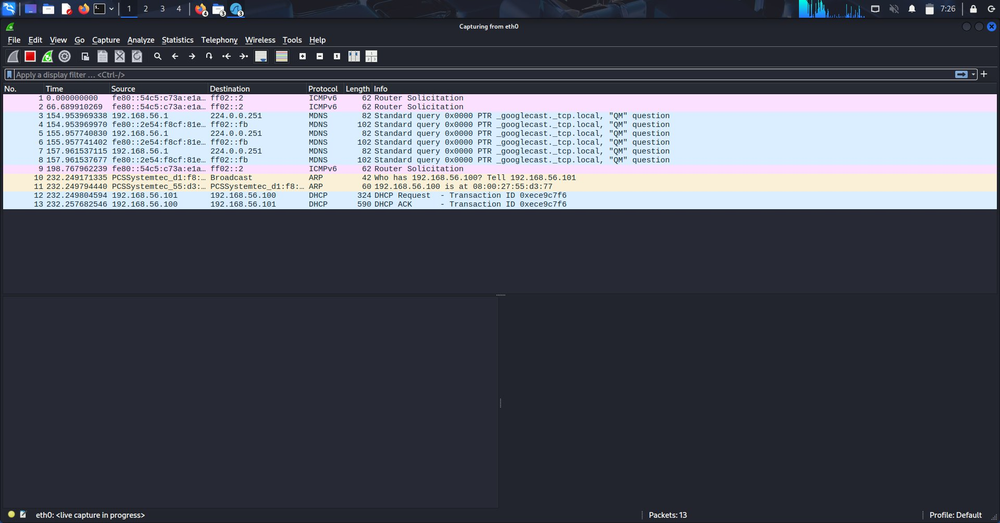 1 2 3 4 4 3 3 7:26
Capturing from eth0
File Edit View Go Capture Analyze Statistics Telephony Wireless Tools Help
Apply a display filter … <Ctrl-/>
No. Time Source Destination Protocol Length Info
1 0.000000000 fe80::54c5:c73a:e1a… ff02::2 ICMPv6 62 Router Solicitation
2 66.689910269 fe80::54c5:c73a:e1a… ff02::2 ICMPv6 62 Router Solicitation
3 154.953969338 192.168.56.1 224.0.0.251 MDNS 82 Standard query 0x0000 PTR _googlecast._tcp.local, "QM" question
4 154.953969970 fe80::2e54:f8cf:81e… ff02::fb MDNS 102 Standard query 0x0000 PTR _googlecast._tcp.local, "QM" question
5 155.957740830 192.168.56.1 224.0.0.251 MDNS 82 Standard query 0x0000 PTR _googlecast._tcp.local, "QM" question
6 155.957741402 fe80::2e54:f8cf:81e… ff02::fb MDNS 102 Standard query 0x0000 PTR _googlecast._tcp.local, "QM" question
7 157.961537115 192.168.56.1 224.0.0.251 MDNS 82 Standard query 0x0000 PTR _googlecast._tcp.local, "QM" question
8 157.961537677 fe80::2e54:f8cf:81e… ff02::fb MDNS 102 Standard query 0x0000 PTR _googlecast._tcp.local, "QM" question
9 198.767962239 fe80::54c5:c73a:e1a… ff02::2 ICMPv6 62 Router Solicitation
10 232.249171335 PCSSystemtec_d1:f8:… Broadcast ARP 42 Who has 192.168.56.100? Tell 192.168.56.101
11 232.249794440 PCSSystemtec_55:d3:… PCSSystemtec_d1:f8:… ARP 60 192.168.56.100 is at 08:00:27:55:d3:77
12 232.249804594 192.168.56.101 192.168.56.100 DHCP 324 DHCP Request - Transaction ID 0xece9c7f6
13 232.257682546 192.168.56.100 192.168.56.101 DHCP 590 DHCP ACK - Transaction ID 0xece9c7f6
eth0: <live capture in progress> Packets: 13 Profile: Default